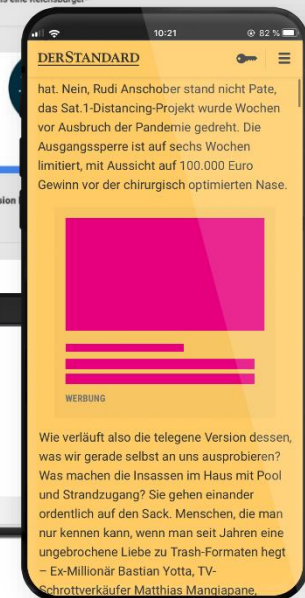 10:21
82 %
DERSTANDARD
hat. Nein, Rudi Anschober stand nicht Pate,
das Sat.1-Distancing-Projekt wurde Wochen
vor Ausbruch der Pandemie gedreht. Die
Ausgangssperre ist auf sechs Wochen
limitiert, mit Aussicht auf 100.000 Euro
Gewinn vor der chirurgisch optimierten Nase.
WERBUNG
Wie verläuft also die telegene Version dessen,
was wir gerade selbst an uns ausprobieren?
Was machen die Insassen im Haus mit Pool
und Strandzugang? Sie gehen einander
ordentlich auf den Sack. Menschen, die man
nur kennen kann, wenn man seit Jahren eine
ungebrochene Liebe zu Trash-Formaten hegt
– Ex-Millionär Bastian Yotta, TV-
Schrottverkäufer Matthias Mangiapane,